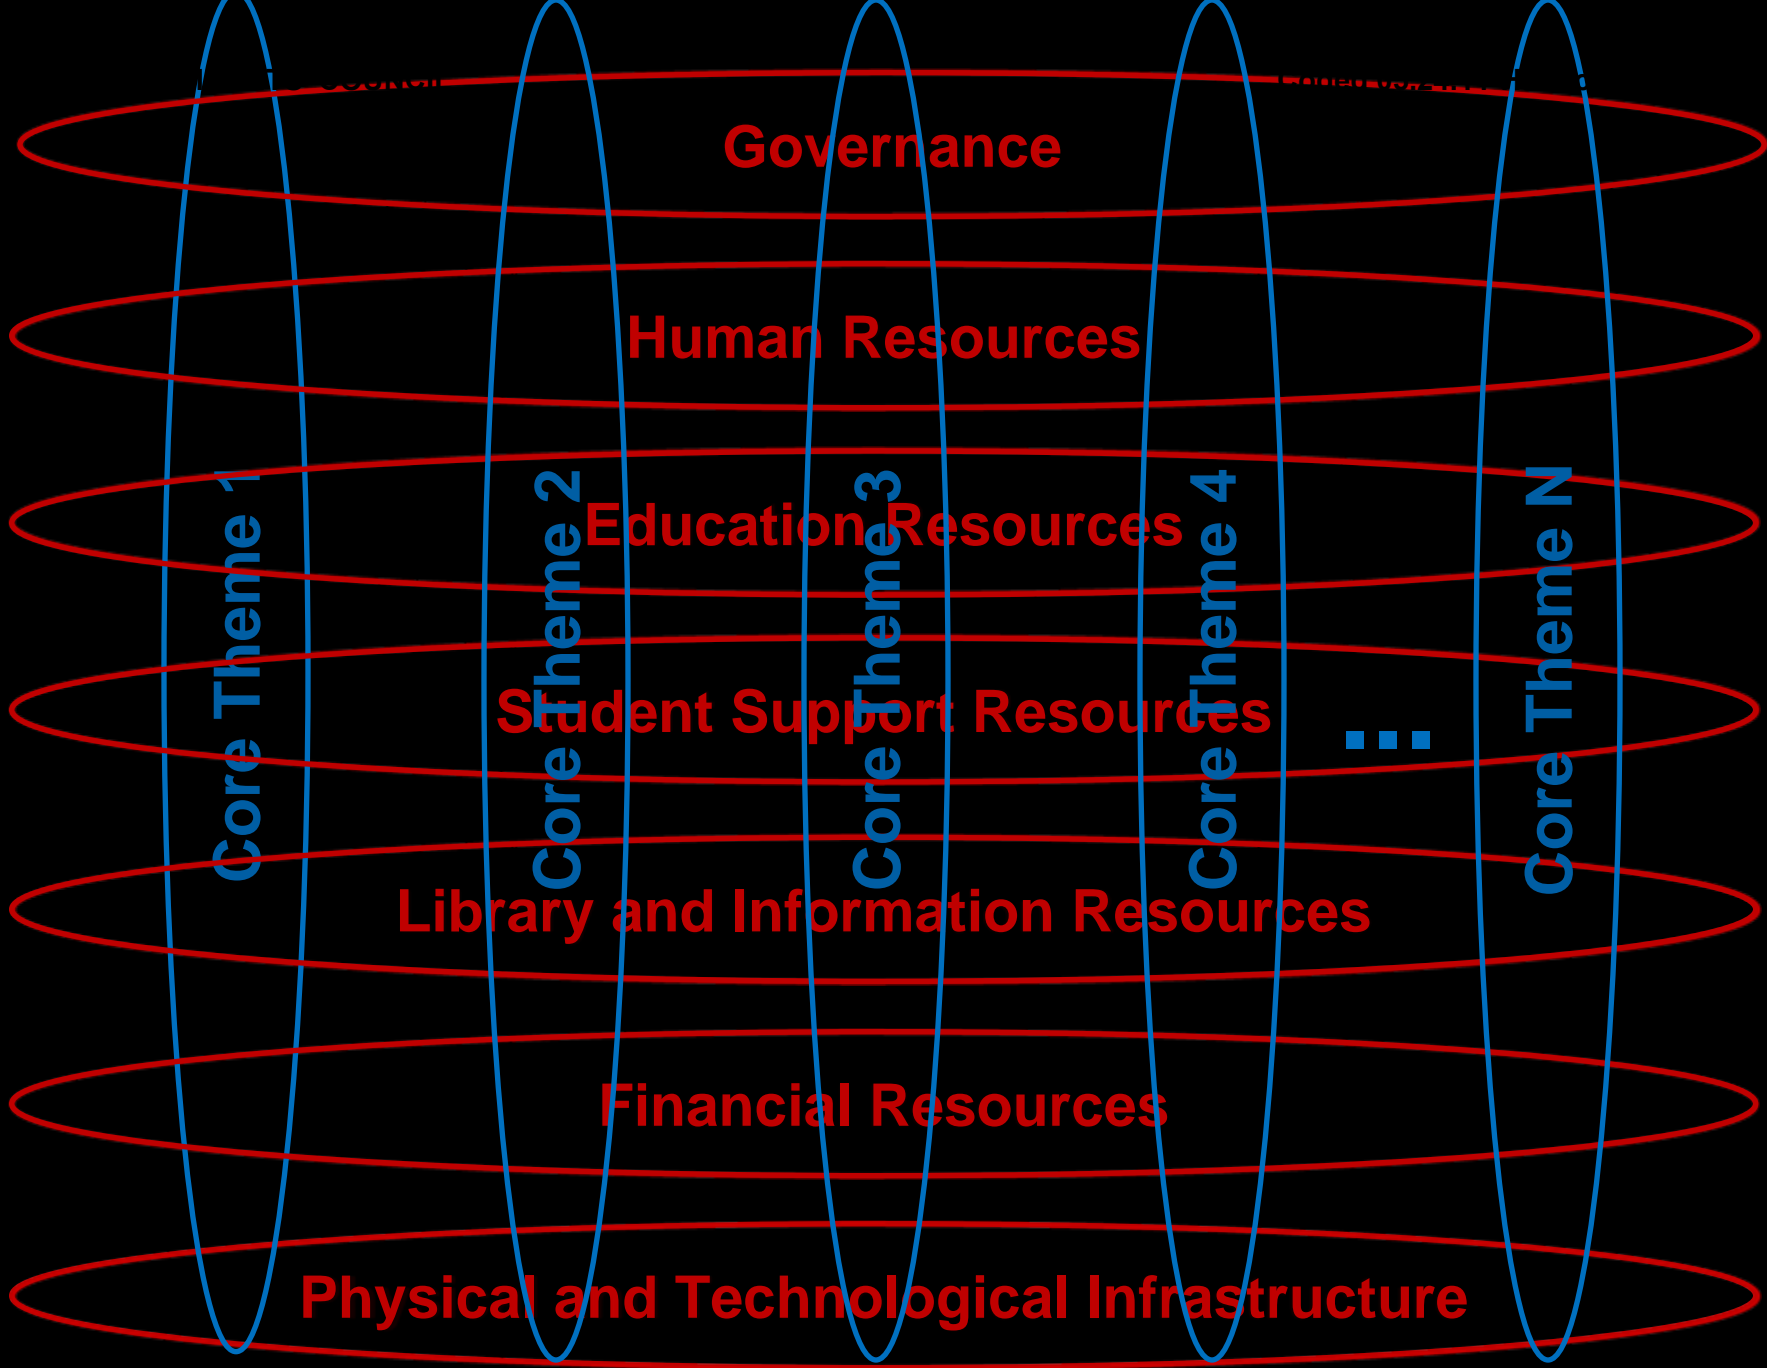 Governance
Human Resources
Education Resources
Student Support Resources
Library and Information Resources
Financial Resources
Physical and Technological Infrastructure
Core Theme 1
Core Theme 2
Core Theme 3
Core Theme 4
...
Core Theme N